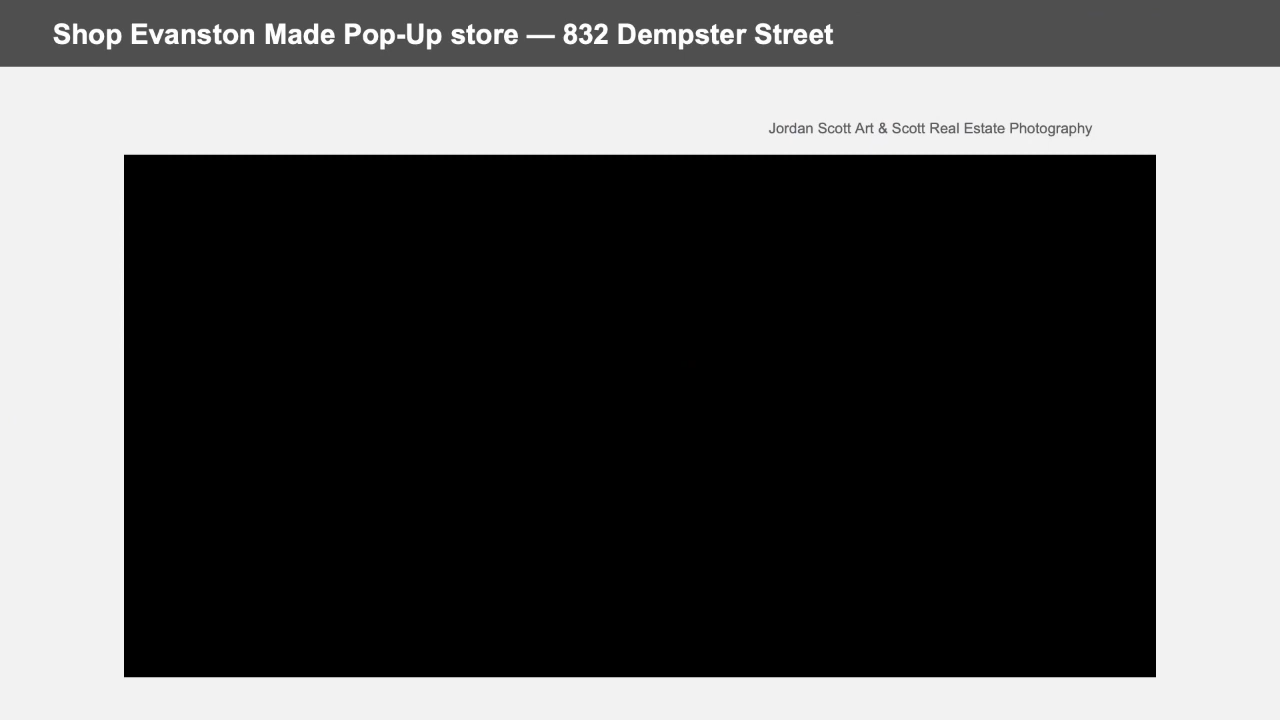 Shop Evanston Made Pop-Up store — 832 Dempster Street
Jordan Scott Art & Scott Real Estate Photography